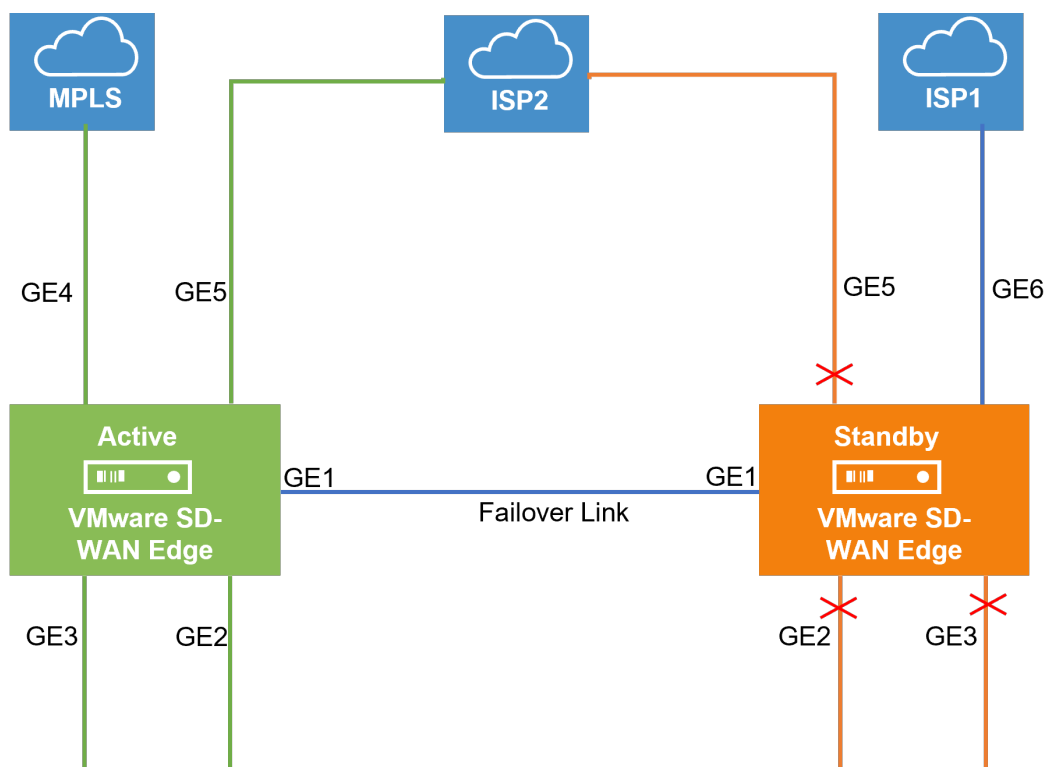 MPLS
ISP2
ISP1
GE4
GE5
GE5
GE6
Active
Standby
GE1
GE1
Failover Link
VMware SD-
WAN Edge
VMware SD-
WAN Edge
GE3
GE2
GE2
GE3